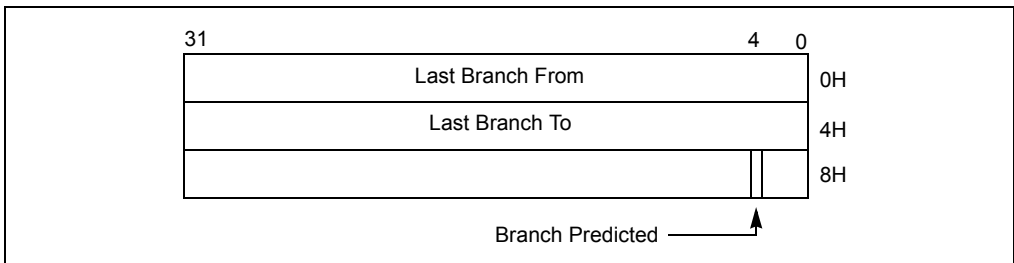 31 4 0
Last Branch From 0H
Last Branch To 4H
8H
Branch Predicted